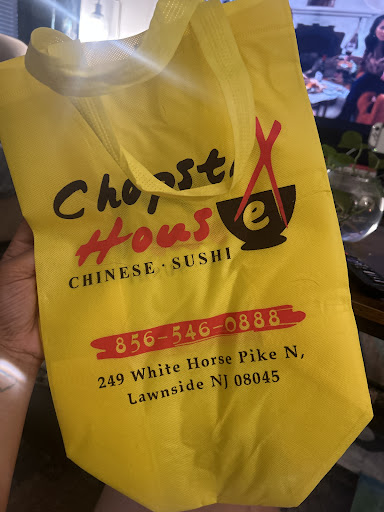 Chopst
House
CHINESE · SUSHI
856-546-0888
249 White Horse Pike N,
Lawnside NJ 08045